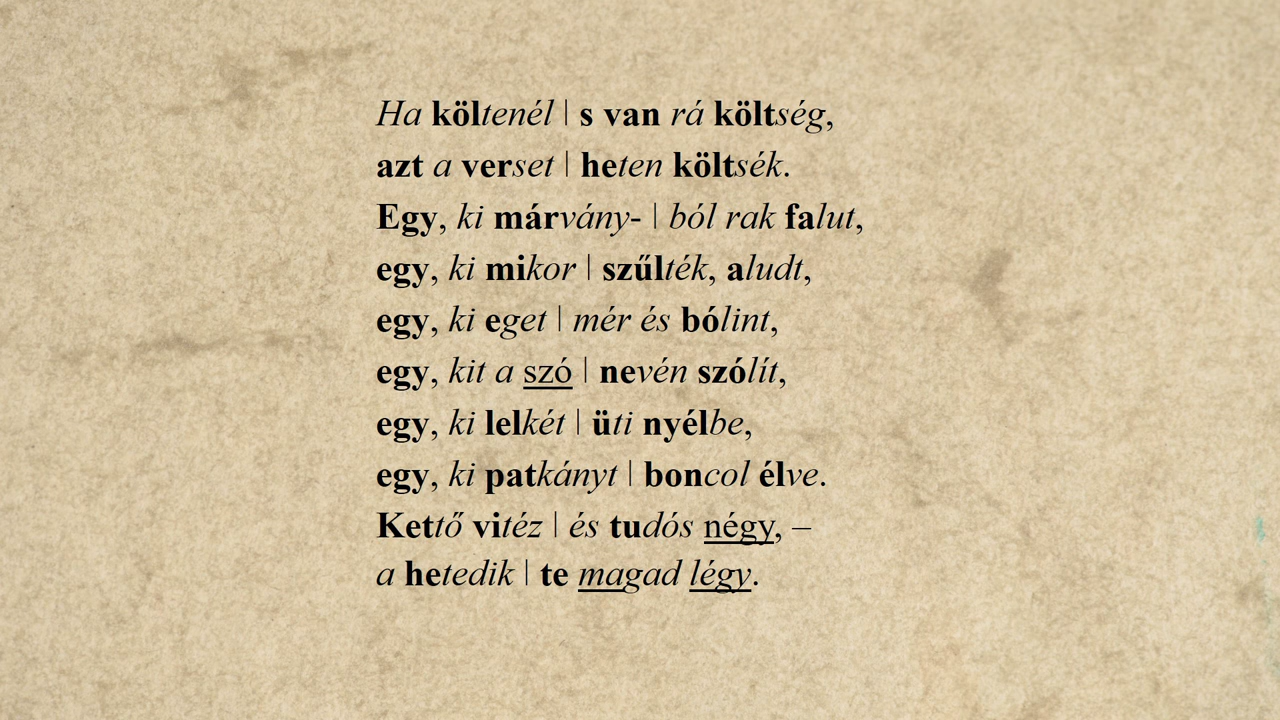 Ha költenél | s van rá költség,
azt a verset | heten költsék.
Egy, ki márvány- | ból rak falut,
egy, ki mikor | szűlték, aludt,
egy, ki eget | mér és bólint,
egy, kit a szó | nevén szólít,
egy, ki lelkét | üti nyélbe,
egy, ki patkányt | boncol élve.
Kettő vitéz | és tudós négy, –
a hetedik | te magad légy.